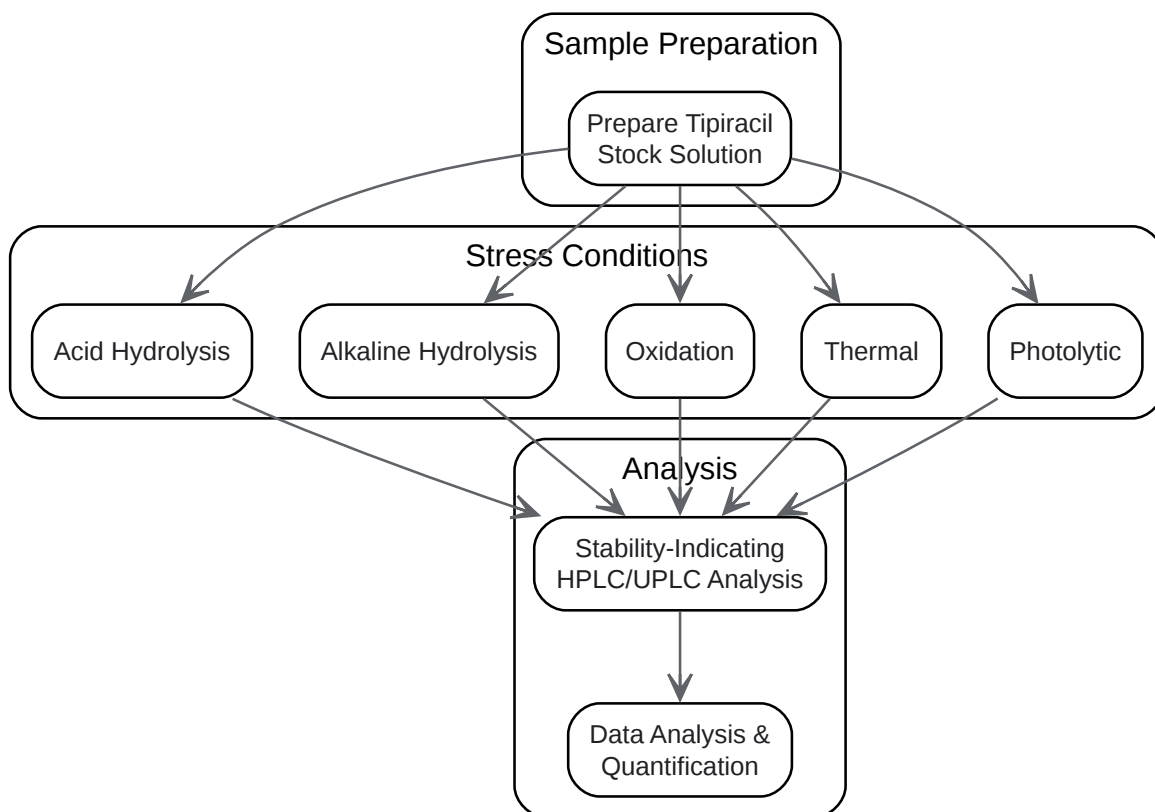 Sample Preparation
Prepare Tipiracil
Stock Solution
Stress Conditions
Acid Hydrolysis
Alkaline Hydrolysis
Oxidation
Thermal
Photolytic
Analysis
Stability-Indicating
HPLC/UPLC Analysis
Data Analysis &
Quantification